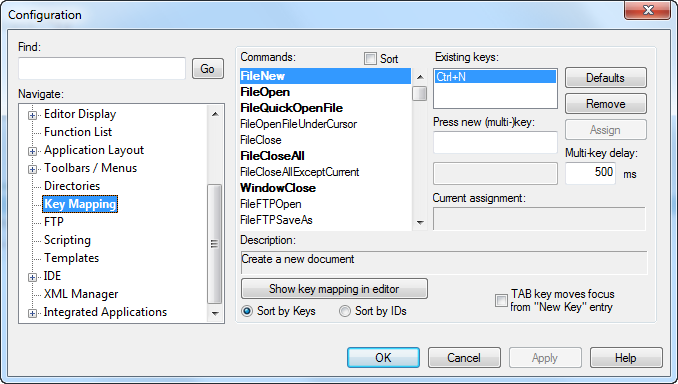 Configuration
Find:
Go
Navigate:
Editor Display
Function List
Application Layout
Toolbars / Menus
Directories
Key Mapping
FTP
Scripting
Templates
IDE
XML Manager
Integrated Applications
Commands:
Sort
FileNew
FileOpen
FileQuickOpenFile
FileOpenFileUnderCursor
FileClose
FileCloseAll
FileCloseAllExceptCurrent
WindowClose
FileFTPOpen
FileFTPSaveAs
Existing keys:
Ctrl+N
Defaults
Remove
Press new (multi-)key:
Assign
Multi-key delay:
500 ms
Current assignment:
Description:
Create a new document
Show key mapping in editor
Sort by Keys
Sort by IDs
TAB key moves focus
from "New Key" entry
OK
Cancel
Apply
Help